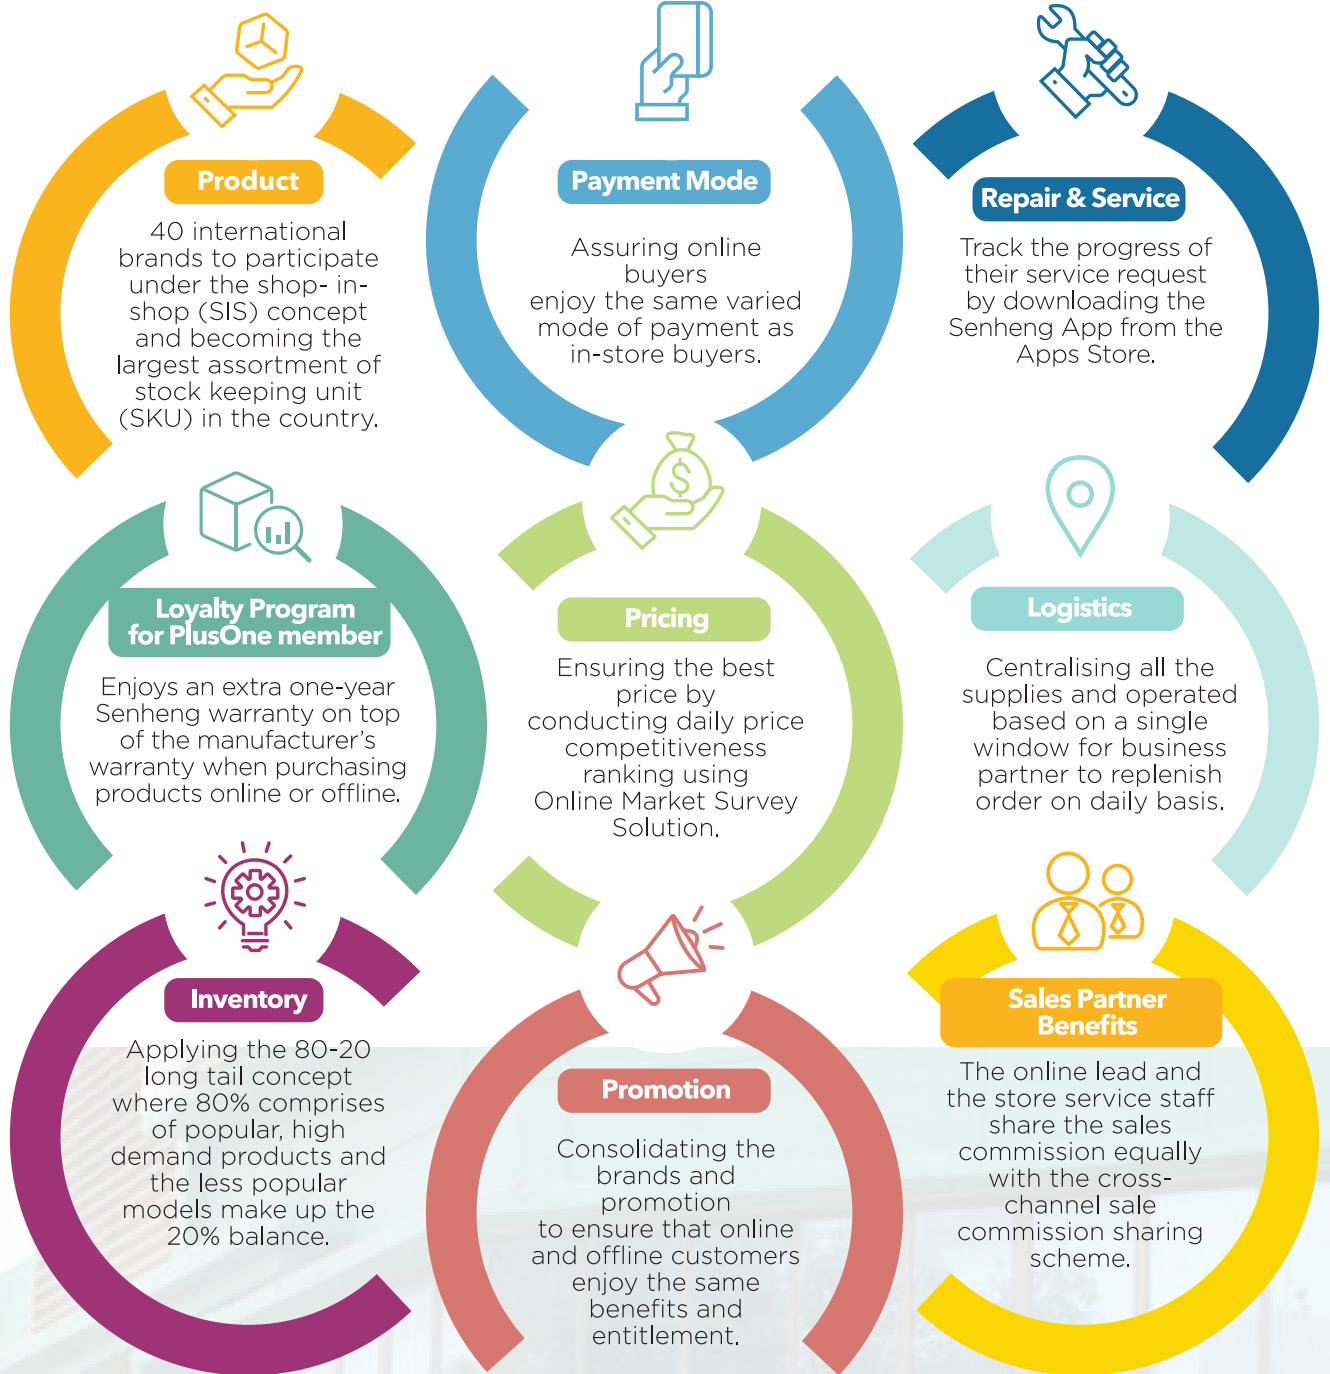 Product
40 international
brands to participate
under the shop- in-
shop (SIS) concept
and becoming the
largest assortment of
stock keeping unit
(SKU) in the country.
Payment Mode
Assuring online
buyers
enjoy the same varied
mode of payment as
in-store buyers.
Repair & Service
Track the progress of
their service request
by downloading the
Senheng App from the
Apps Store.
Loyalty Program
for PlusOne member
Enjoys an extra one-year
Senheng warranty on top
of the manufacturer's
warranty when purchasing
products online or offline.
$
Pricing
Ensuring the best
price by
conducting daily price
competitiveness
ranking using
Online Market Survey
Solution.
Logistics
Centralising all the
supplies and operated
based on a single
window for business
partner to replenish
order on daily basis.
Inventory
Applying the 80-20
long tail concept
where 80% comprises
of popular, high
demand products and
the less popular
models make up the
20% balance.
Promotion
Consolidating the
brands and
promotion
to ensure that online
and offline customers
enjoy the same
benefits and
entitlement.
Sales Partner
Benefits
The online lead and
the store service staff
share the sales
commission equally
with the cross-
channel sale
commission sharing
scheme.